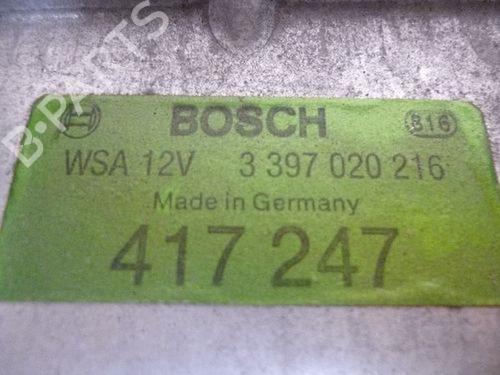 B-PARTS
BOSCH 816
WSA 12V 3 397 020 216
Made in Germany
417 247